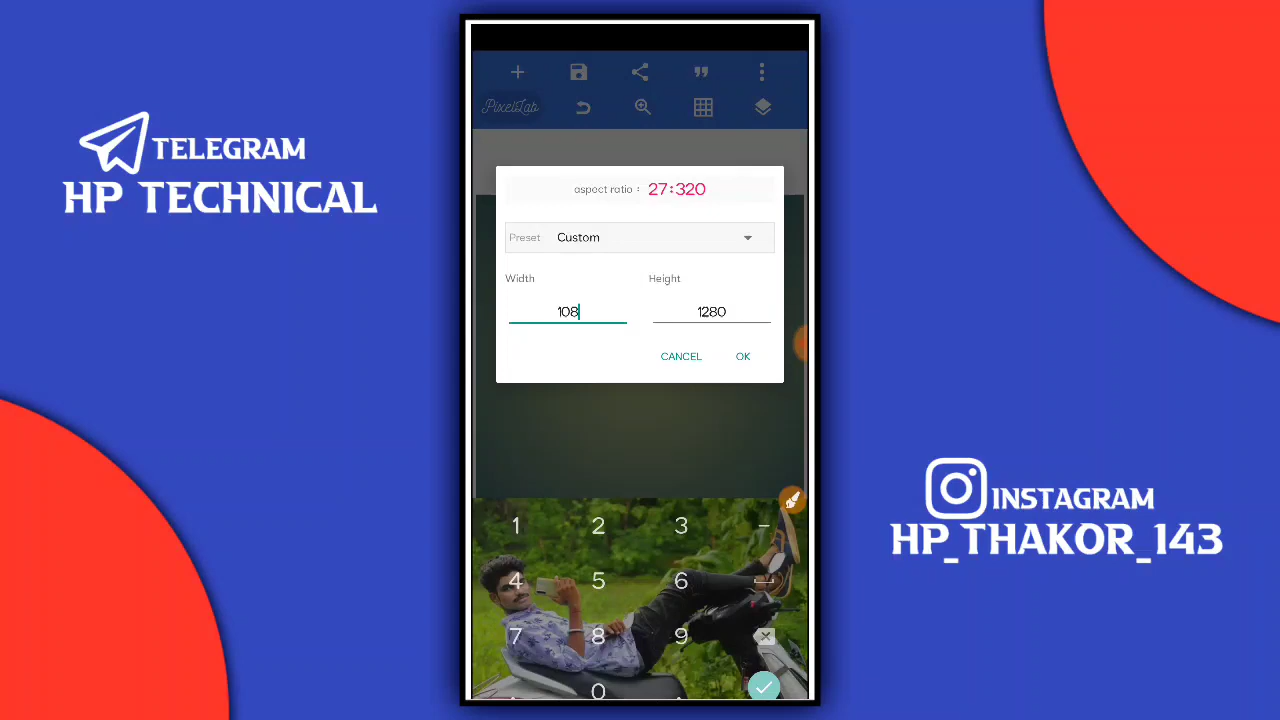 TELEGRAM
HP TECHNICAL
PixelLab
aspect ratio : 27:320
Preset Custom
Width Height
108 1280
CANCEL OK
1 2 3 –
4 5 6
7 8 9
. 0 .
INSTAGRAM
HP_THAKOR_143